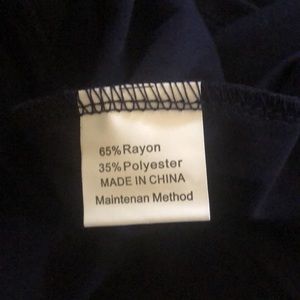 65%Rayon
35%Polyester
MADE IN CHINA
Maintenan Method